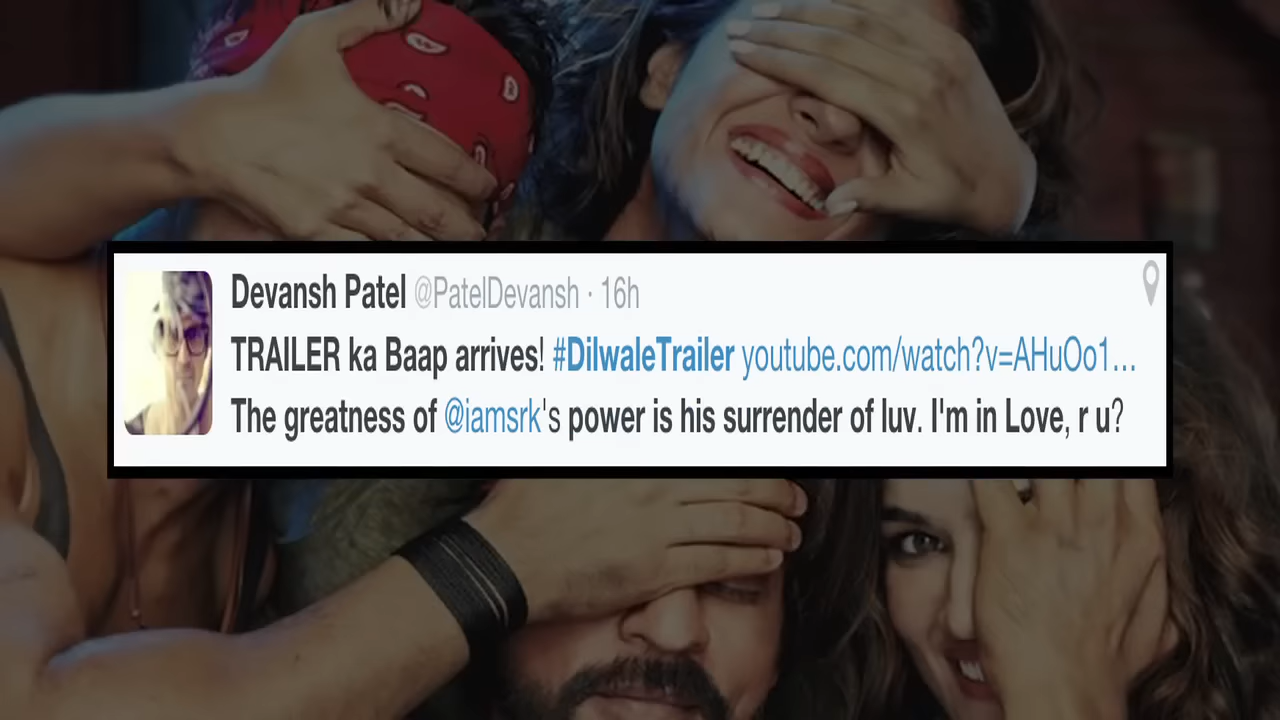 Devansh Patel @PatelDevansh · 16h
TRAILER ka Baap arrives! #DilwaleTrailer youtube.com/watch?v=AHuOo1...
The greatness of @iamsrk's power is his surrender of luv. I'm in Love, r u?